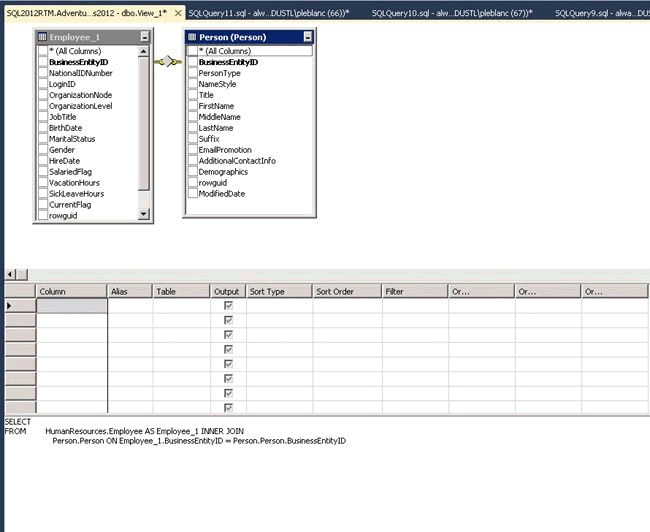 SQL2012RTM.Adventu...s2012 - dbo.View_1* × SQLQuery11.sql - alw...DUSTL\pleblanc (66))* SQLQuery10.sql - alwa...DUSTL\pleblanc (67))* SQLQuery9.sql - alwa...D
Employee_1
* (All Columns)
BusinessEntityID
NationalIDNumber
LoginID
OrganizationNode
OrganizationLevel
JobTitle
BirthDate
MaritalStatus
Gender
HireDate
SalariedFlag
VacationHours
SickLeaveHours
CurrentFlag
rowguid
Person (Person)
* (All Columns)
BusinessEntityID
PersonType
NameStyle
Title
FirstName
MiddleName
LastName
Suffix
EmailPromotion
AdditionalContactInfo
Demographics
rowguid
ModifiedDate
Column Alias Table Output Sort Type Sort Order Filter Or... Or... Or...
SELECT
FROM HumanResources.Employee AS Employee_1 INNER JOIN
Person.Person ON Employee_1.BusinessEntityID = Person.Person.BusinessEntityID